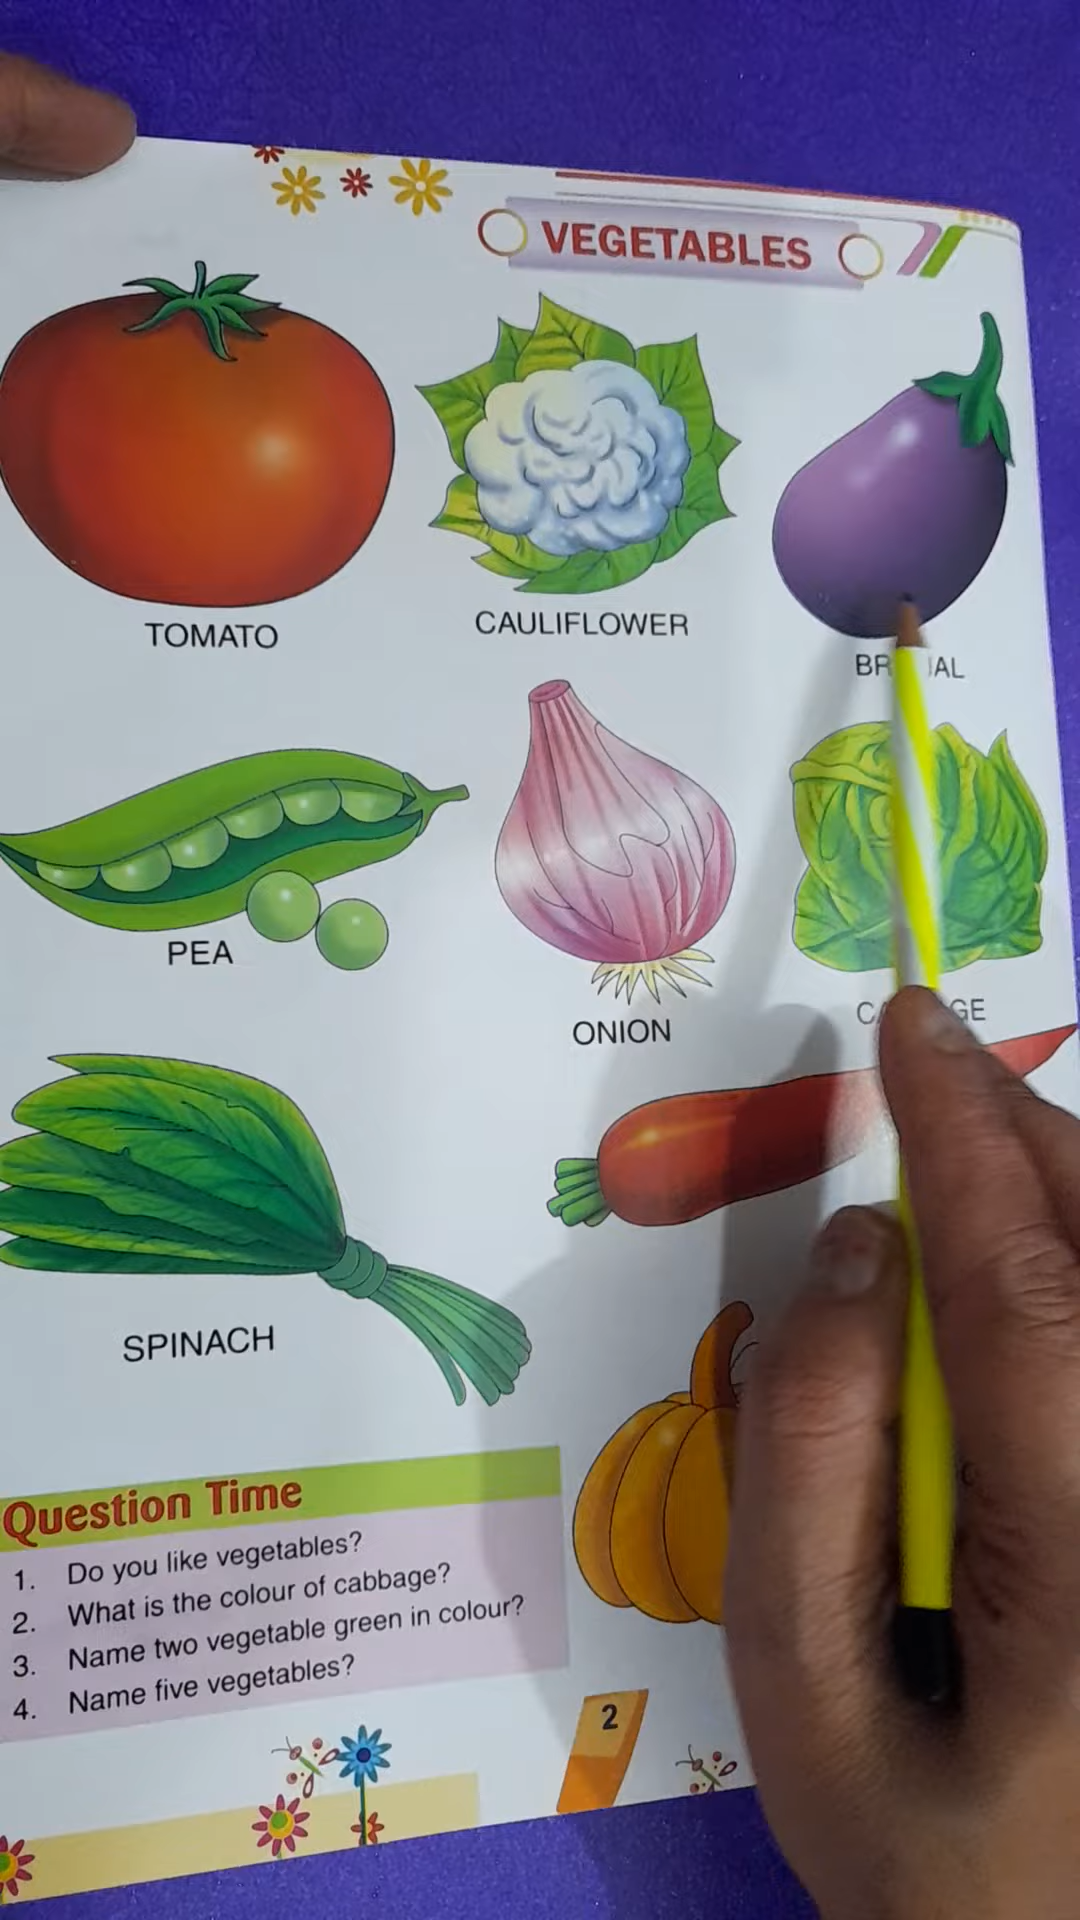 VEGETABLES
TOMATO
CAULIFLOWER
PEA
ONION
SPINACH
Question Time
1. Do you like vegetables?
2. What is the colour of cabbage?
3. Name two vegetable green in colour?
4. Name five vegetables?
2